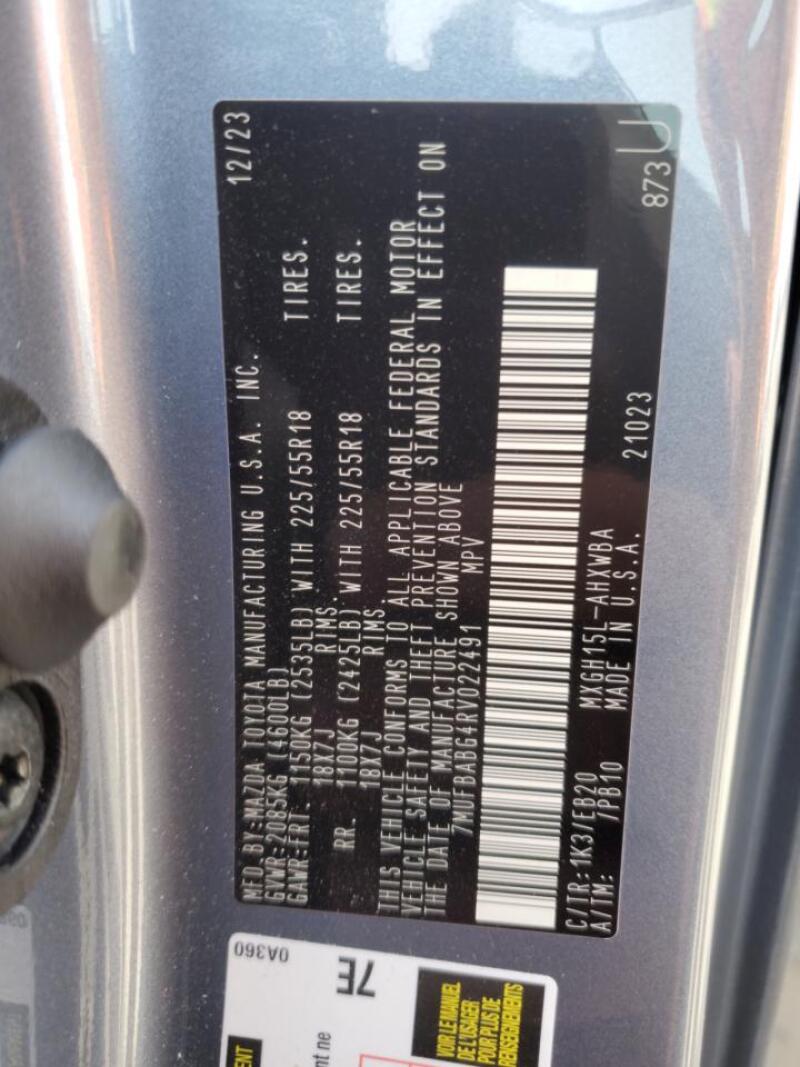 MFD BY:MAZDA TOYOTA MANUFACTURING U.S.A. INC. 12/23
GVWR:2085KG (4600LB)
GAWR:FRT. 1150KG (2535LB) WITH 225/55R18 TIRES.
18X7J RIMS.
RR. 1100KG (2425LB) WITH 225/55R18 TIRES.
18X7J RIMS
THIS VEHICLE CONFORMS TO ALL APPLICABLE FEDERAL MOTOR
VEHICLE SAFETY AND THEFT PREVENTION STANDARDS IN EFFECT ON
THE DATE OF MANUFACTURE SHOWN ABOVE
7MUFBABG4RV022491 MPV
C/TR:1K3/EB20 MXGH15L-AHXWBA 21023 873 U
A/TM: /PB10 MADE IN U.S.A.
0A360
7E
VOIR LE MANUEL
DE L'USAGER
POUR PLUS DE
RENSEIGNEMENTS